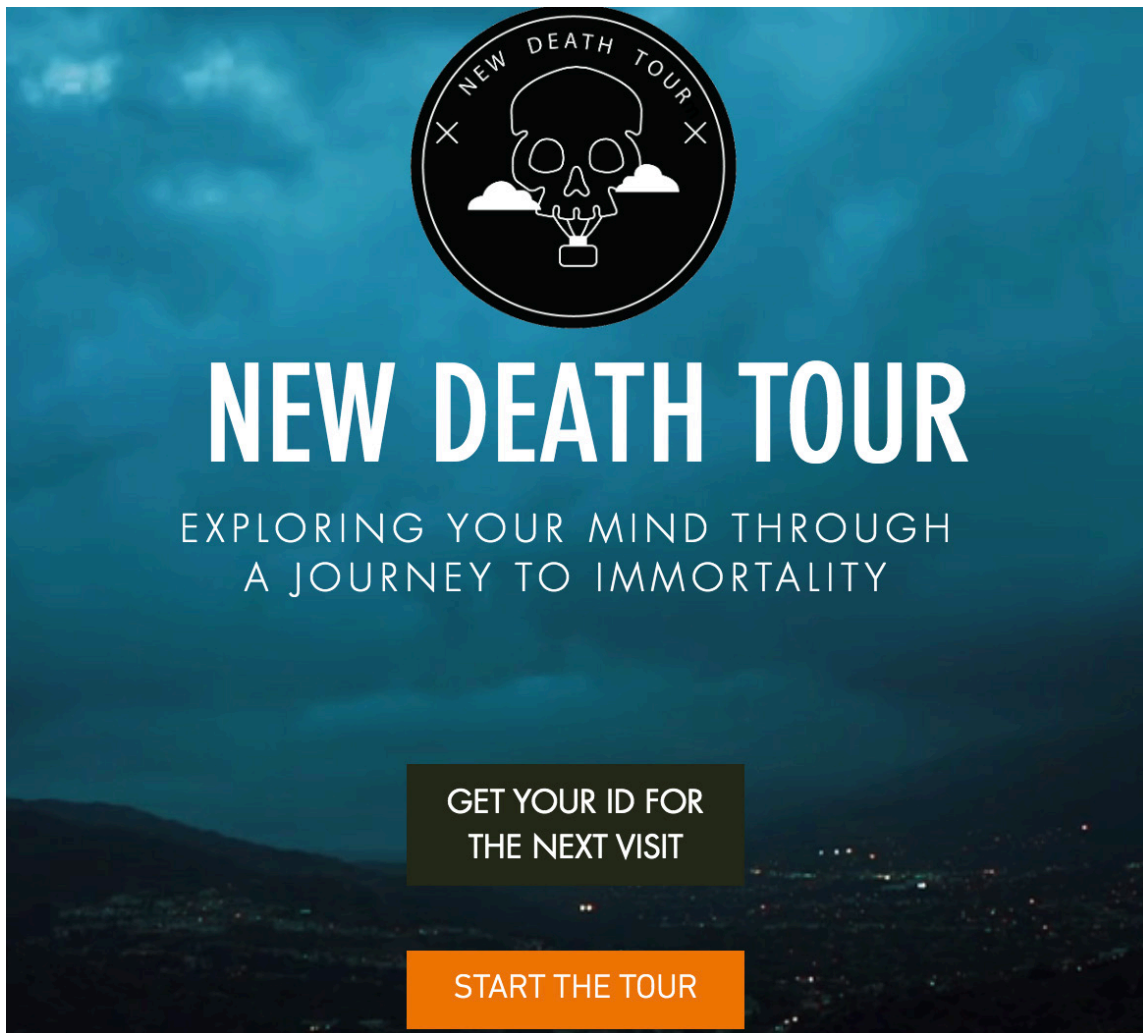 NEW DEATH TOUR
NEW DEATH TOUR
EXPLORING YOUR MIND THROUGH
A JOURNEY TO IMMORTALITY
GET YOUR ID FOR
THE NEXT VISIT
START THE TOUR